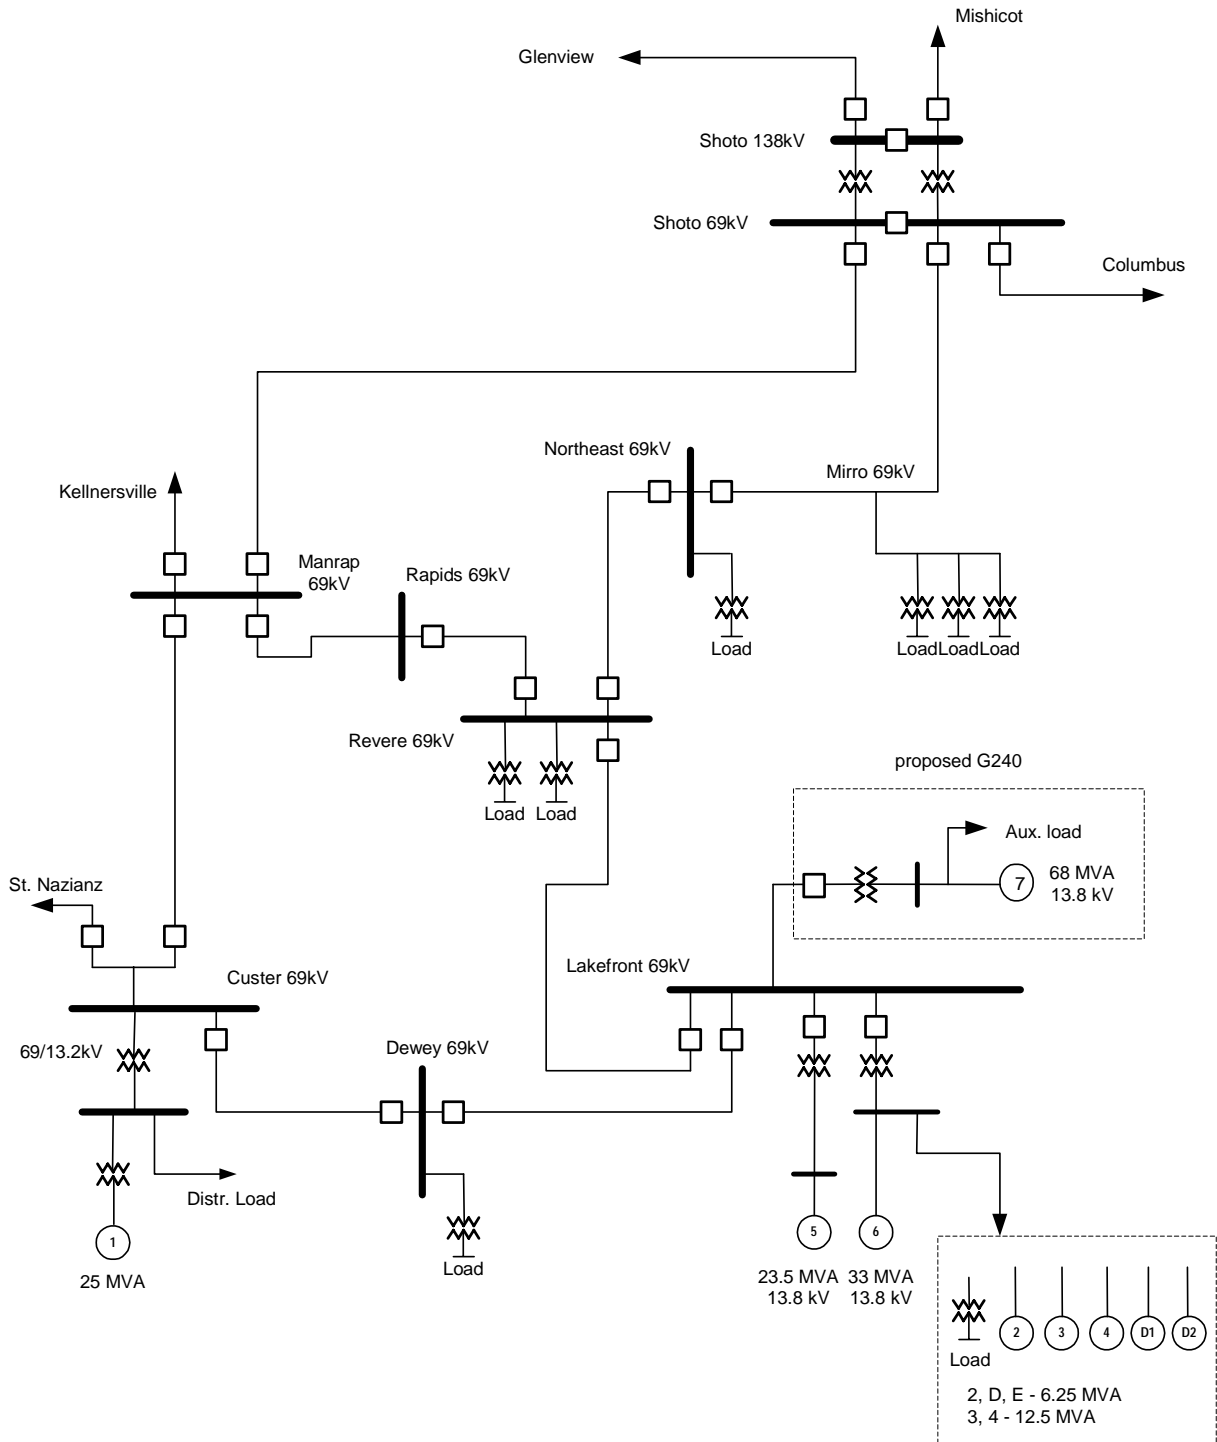 Mishicot
Glenview
Shoto 138kV
Shoto 69kV
Columbus
Northeast 69kV
Mirro 69kV
Kellnersville
Manrap
69kV
Rapids 69kV
Load
LoadLoadLoad
Revere 69kV
Load
Load
proposed G240
Aux. load
7
68 MVA
13.8 kV
St. Nazianz
Custer 69kV
Lakefront 69kV
69/13.2kV
Dewey 69kV
Distr. Load
1
25 MVA
Load
5
6
23.5 MVA
13.8 kV
33 MVA
13.8 kV
Load
2
3
4
D1
D2
2, D, E - 6.25 MVA
3, 4 - 12.5 MVA